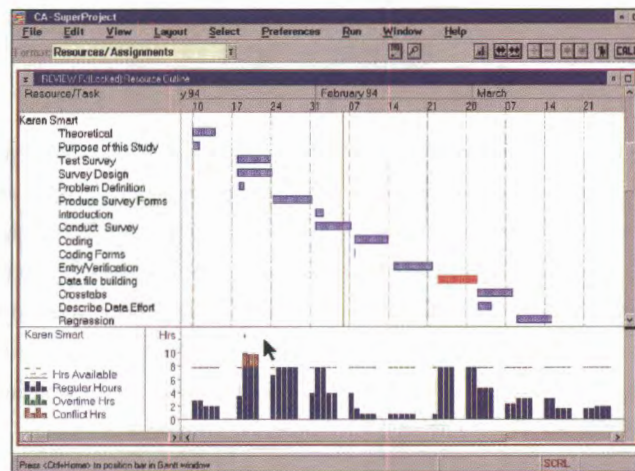 CA-SuperProject
File Edit View Layout Select Preferences Run Window Help
Format: Resources/Assignments
CAL
(Locked) Resource Outline
Resource/Task y 94 February 94 March
10 17 24 31 07 14 21 28 07 14 21
Karen Smart
Theoretical
Purpose of this Study
Test Survey
Survey Design
Problem Definition
Produce Survey Forms
Introduction
Conduct Survey
Coding
Coding Forms
Entry/Verification
Data file building
Crosstabs
Describe Data Effort
Regression
Karen Smart Hrs
10
8
6
4
2
0
Hrs Available
Regular Hours
Overtime Hrs
Conflict Hrs
Press <Ctrl+Home> to position bar in Gantt window SCRL